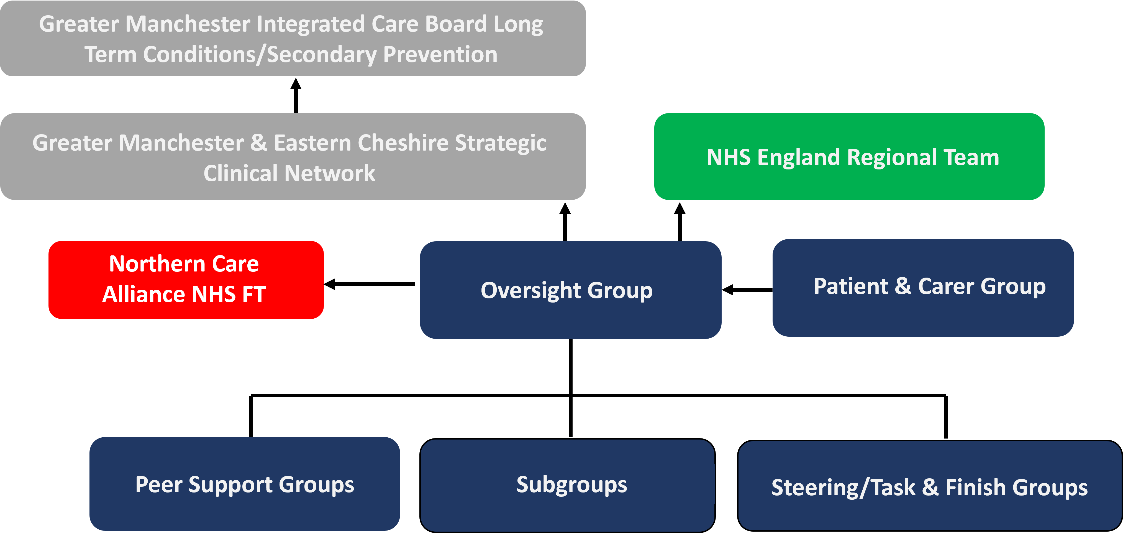 Greater Manchester Integrated Care Board Long
Term Conditions/Secondary Prevention
Greater Manchester & Eastern Cheshire Strategic
Clinical Network
NHS England Regional Team
Northern Care
Alliance NHS FT
Oversight Group
Patient & Carer Group
Peer Support Groups
Subgroups
Steering/Task & Finish Groups